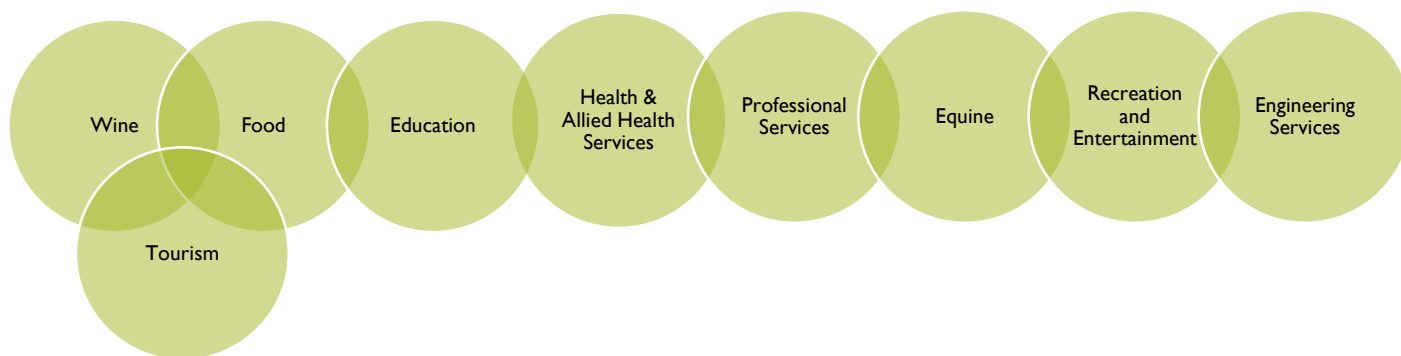 Wine
Food
Education
Health &
Allied Health
Services
Professional
Services
Equine
Recreation
and
Entertainment
Engineering
Services
Tourism